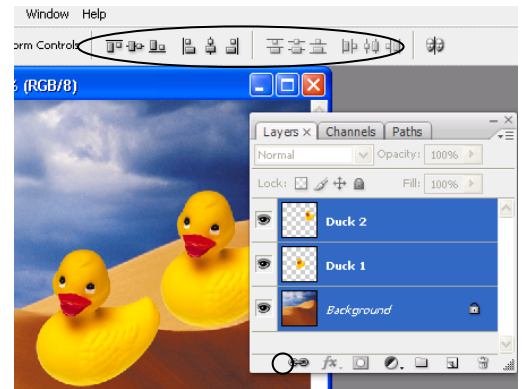 Window Help
orm Controls
% (RGB/8)
Layers × Channels Paths
Normal Opacity: 100%
Lock: Fill: 100%
Duck 2
Duck 1
Background
fx.